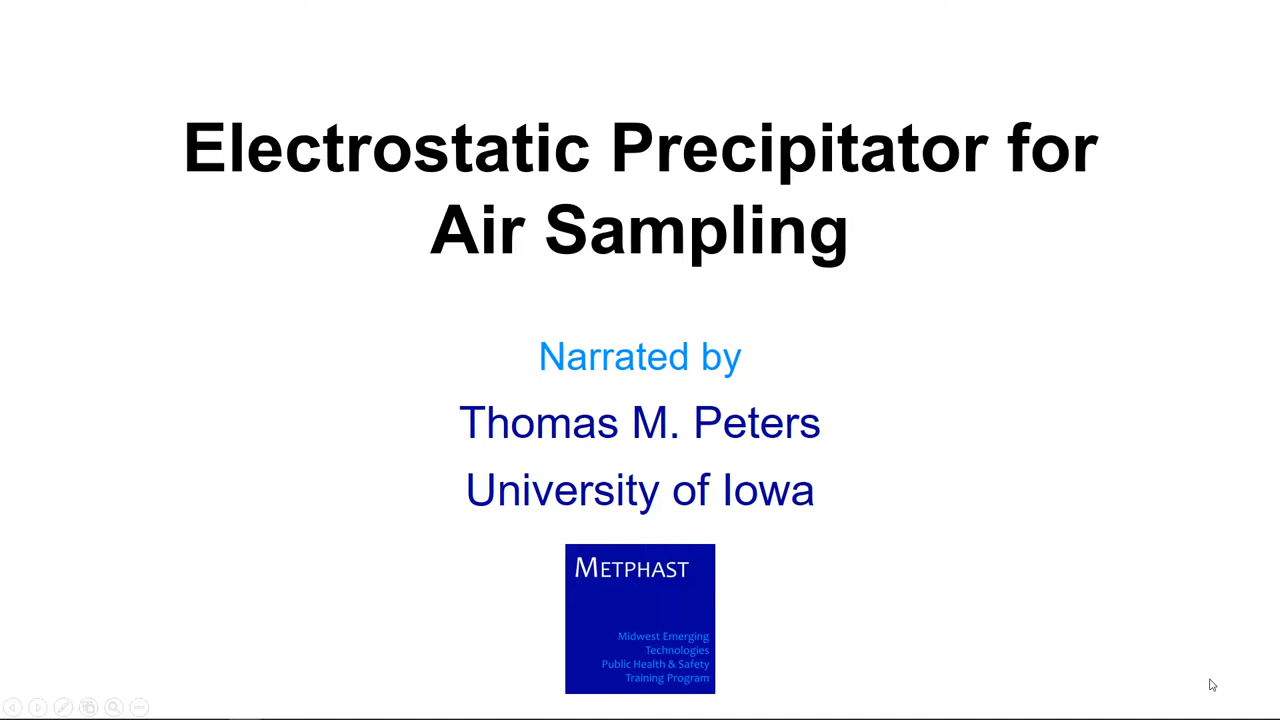 Electrostatic Precipitator for
Air Sampling
Narrated by
Thomas M. Peters
University of Iowa
METPHAST
Midwest Emerging
Technologies
Public Health & Safety
Training Program